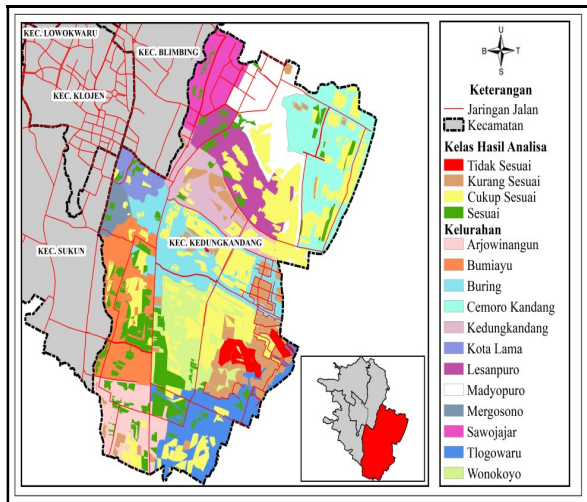 KEC. LOWOKWARU
KEC. BLIMBING
KEC. KLOJEN
KEC. SUKUN
KEC. KEDUNGKANDANG
U
B T
S
Keterangan
Jaringan Jalan
Kecamatan
Kelas Hasil Analisa
Tidak Sesuai
Kurang Sesuai
Cukup Sesuai
Sesuai
Kelurahan
Arjowinangun
Bumiayu
Buring
Cemoro Kandang
Kedungkandang
Kota Lama
Lesanpuro
Madyopuro
Mergosono
Sawojajar
Tlogowaru
Wonokoyo